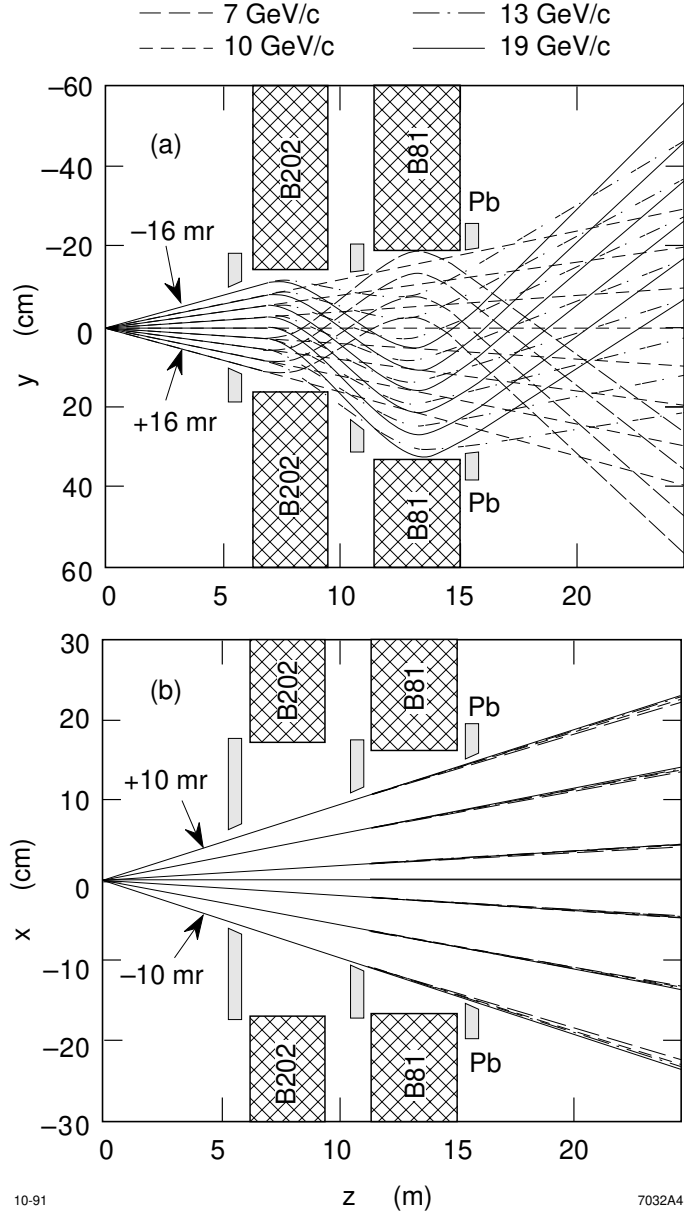 7 GeV/c 13 GeV/c
10 GeV/c 19 GeV/c
–60
(a)
B202
B81
–40
Pb
–20
–16 mr
y (cm)
0
+16 mr
20
B202
B81
40
Pb
60
0 5 10 15 20
30
(b)
B202
B81
20
Pb
+10 mr
10
x (cm)
0
–10
–10 mr
–20
B202
B81
Pb
–30
0 5 10 15 20
10-91 z (m) 7032A4